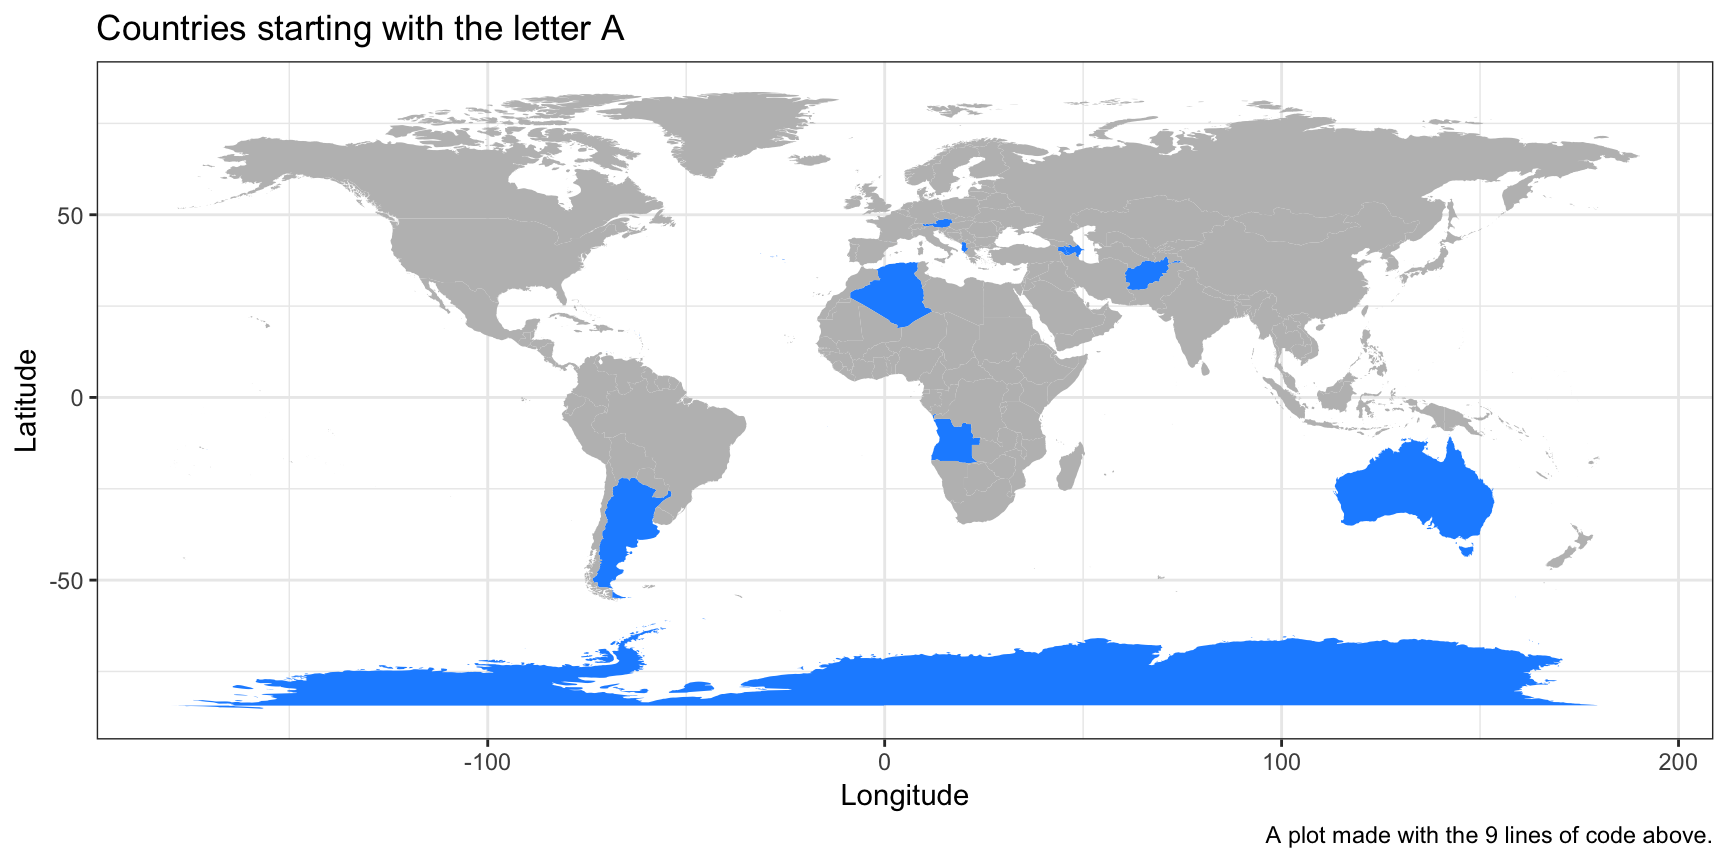 Countries starting with the letter A
50
0
-50
Latitude
-100 0 100 200
Longitude
A plot made with the 9 lines of code above.